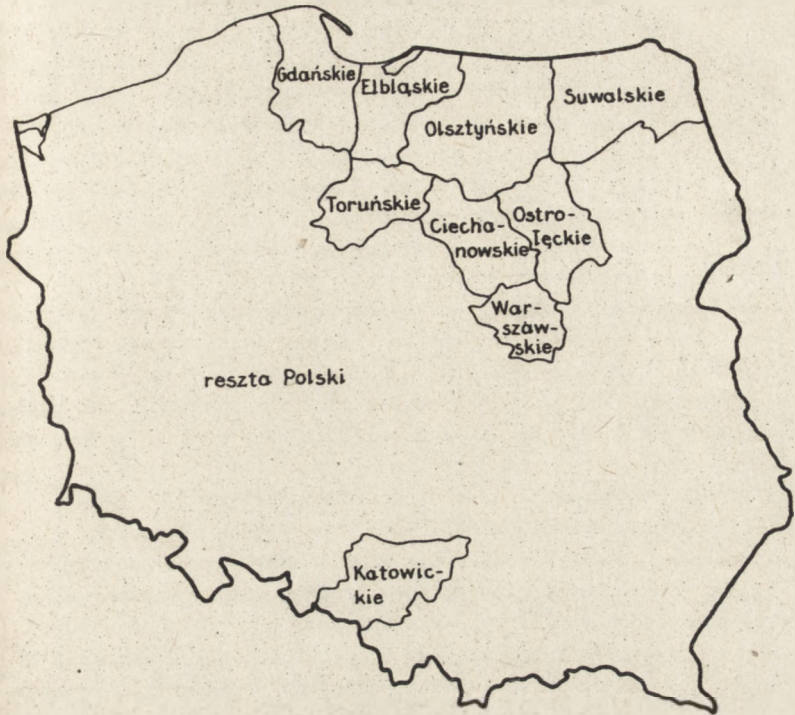 Gdańskie
Elbląskie
Olsztyńskie
Suwalskie
Toruńskie
Ciecha-
nowskie
Ostro-
łęckie
War-
szaw-
skie
reszta Polski
Katowic-
kie